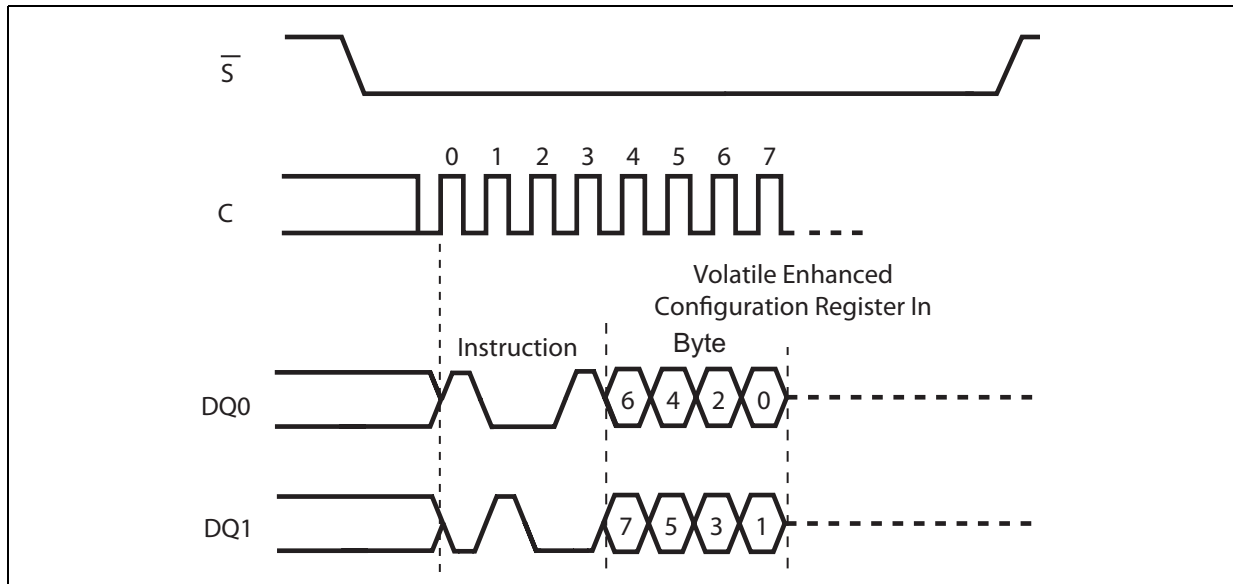 S
0 1 2 3 4 5 6 7
C
Volatile Enhanced
Configuration Register In
Byte
Instruction
DQ0
6 4 2 0
DQ1
7 5 3 1